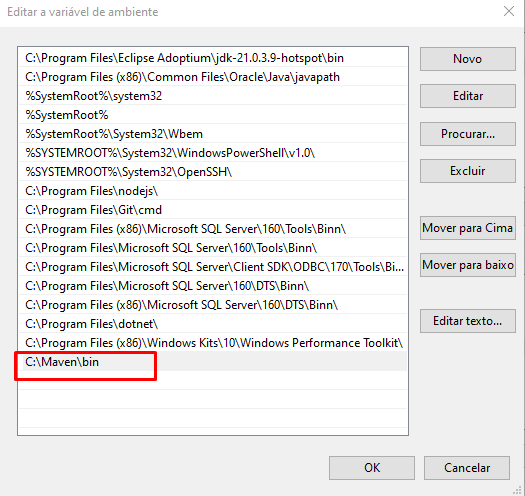 Editar a variável de ambiente
C:\Program Files\Eclipse Adoptium\jdk-21.0.3.9-hotspot\bin
Novo
C:\Program Files (x86)\Common Files\Oracle\Java\javapath
%SystemRoot%\system32
Editar
%SystemRoot%
%SystemRoot%\System32\Wbem
Procurar...
%SYSTEMROOT%\System32\WindowsPowerShell\v1.0\
%SYSTEMROOT%\System32\OpenSSH\
Excluir
C:\Program Files\nodejs\
C:\Program Files\Git\cmd
C:\Program Files (x86)\Microsoft SQL Server\160\Tools\Binn\
Mover para Cima
C:\Program Files\Microsoft SQL Server\160\Tools\Binn\
C:\Program Files\Microsoft SQL Server\Client SDK\ODBC\170\Tools\Bi...
Mover para baixo
C:\Program Files\Microsoft SQL Server\160\DTS\Binn\
C:\Program Files (x86)\Microsoft SQL Server\160\DTS\Binn\
C:\Program Files\dotnet\
Editar texto...
C:\Program Files (x86)\Windows Kits\10\Windows Performance Toolkit\
C:\Maven\bin
OK
Cancelar